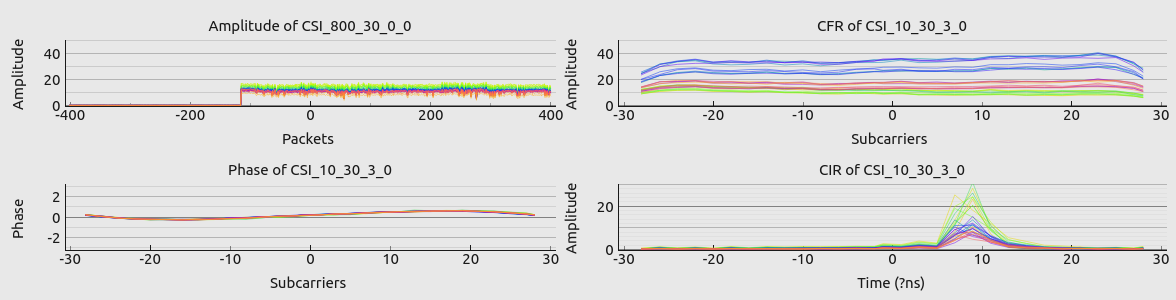 Amplitude of CSI_800_30_0_0
Amplitude
40
20
0
-400 -200 0 200 400
Packets
CFR of CSI_10_30_3_0
Amplitude
40
20
0
-30 -20 -10 0 10 20 30
Subcarriers
Phase of CSI_10_30_3_0
Phase
2
0
-2
-30 -20 -10 0 10 20 30
Subcarriers
CIR of CSI_10_30_3_0
Amplitude
20
0
-30 -20 -10 0 10 20 30
Time (?ns)